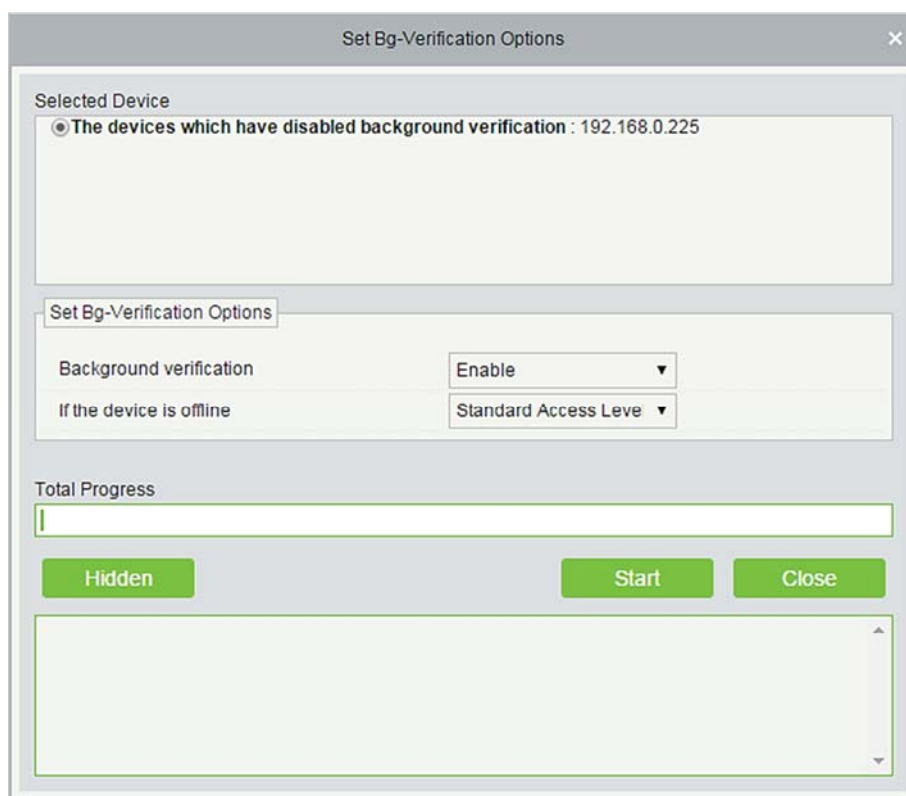 Set Bg-Verification Options
Selected Device
The devices which have disabled background verification : 192.168.0.225
Set Bg-Verification Options
Background verification Enable
If the device is offline Standard Access Leve
Total Progress
Hidden Start Close